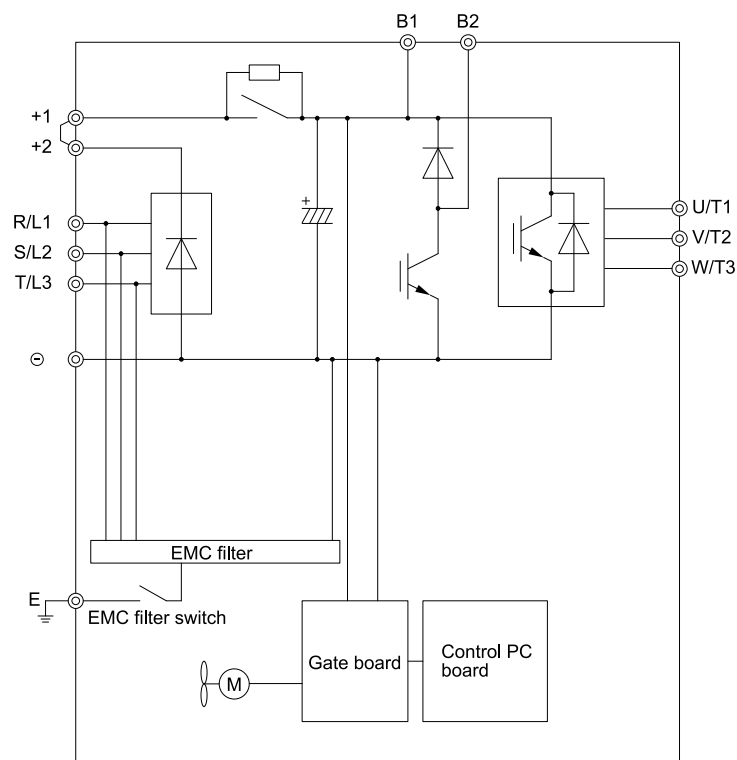 B1
B2
+1
+2
R/L1
S/L2
T/L3
U/T1
V/T2
W/T3
+
⊖
EMC filter
E
EMC filter switch
Gate board
Control PC
board
M